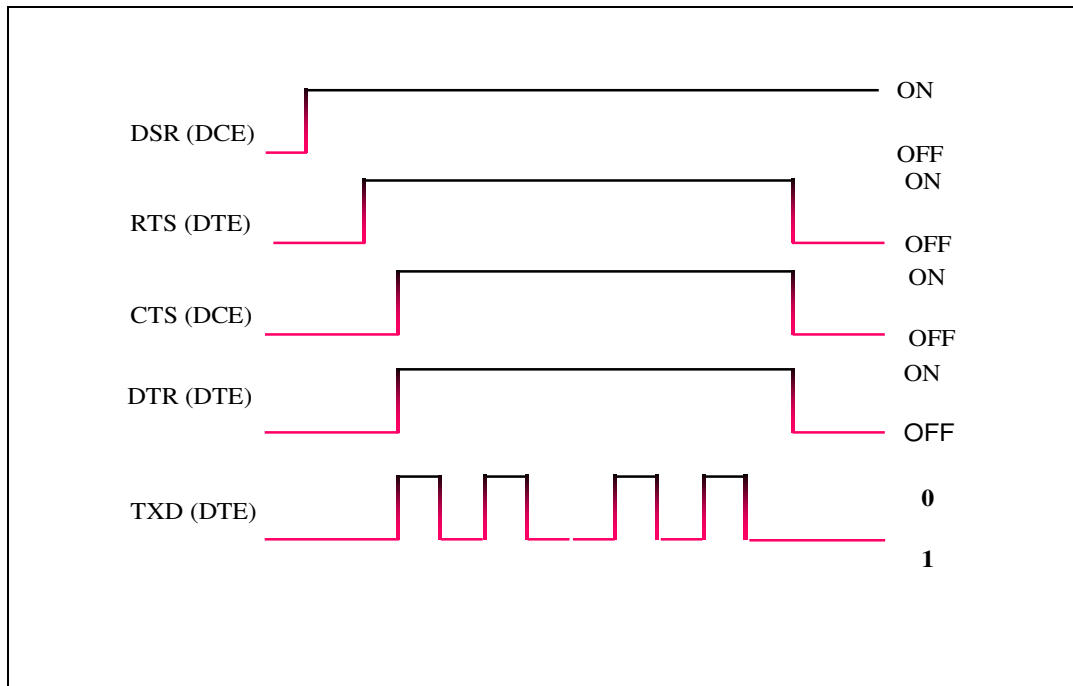 ON
DSR (DCE)
OFF
ON
RTS (DTE)
OFF
ON
CTS (DCE)
OFF
ON
DTR (DTE)
OFF
0
TXD (DTE)
1